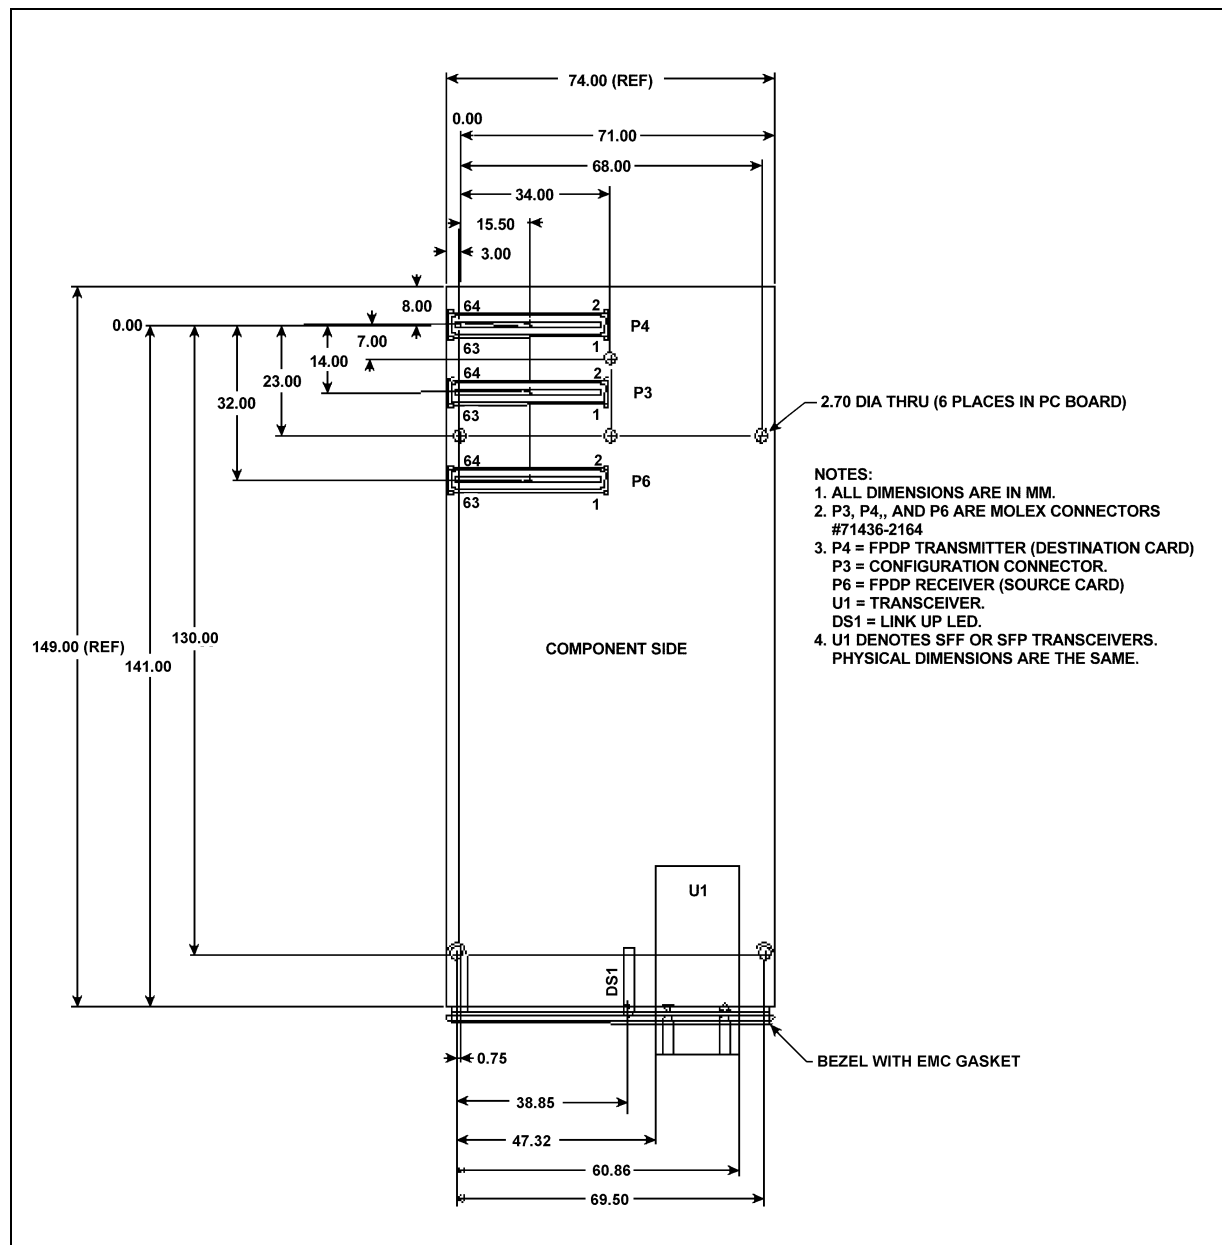 74.00 (REF)
0.00
71.00
68.00
34.00
15.50
3.00
8.00
64 2
0.00
P4
7.00
63 1
14.00
64 2
23.00
P3
32.00
63 1
2.70 DIA THRU (6 PLACES IN PC BOARD)
64 2
P6
63 1
NOTES:
1. ALL DIMENSIONS ARE IN MM.
2. P3, P4,, AND P6 ARE MOLEX CONNECTORS
#71436-2164
3. P4 = FPDP TRANSMITTER (DESTINATION CARD)
P3 = CONFIGURATION CONNECTOR.
P6 = FPDP RECEIVER (SOURCE CARD)
U1 = TRANSCEIVER.
DS1 = LINK UP LED.
4. U1 DENOTES SFF OR SFP TRANSCEIVERS.
PHYSICAL DIMENSIONS ARE THE SAME.
130.00
149.00 (REF)
141.00
COMPONENT SIDE
U1
DS1
0.75
BEZEL WITH EMC GASKET
38.85
47.32
60.86
69.50